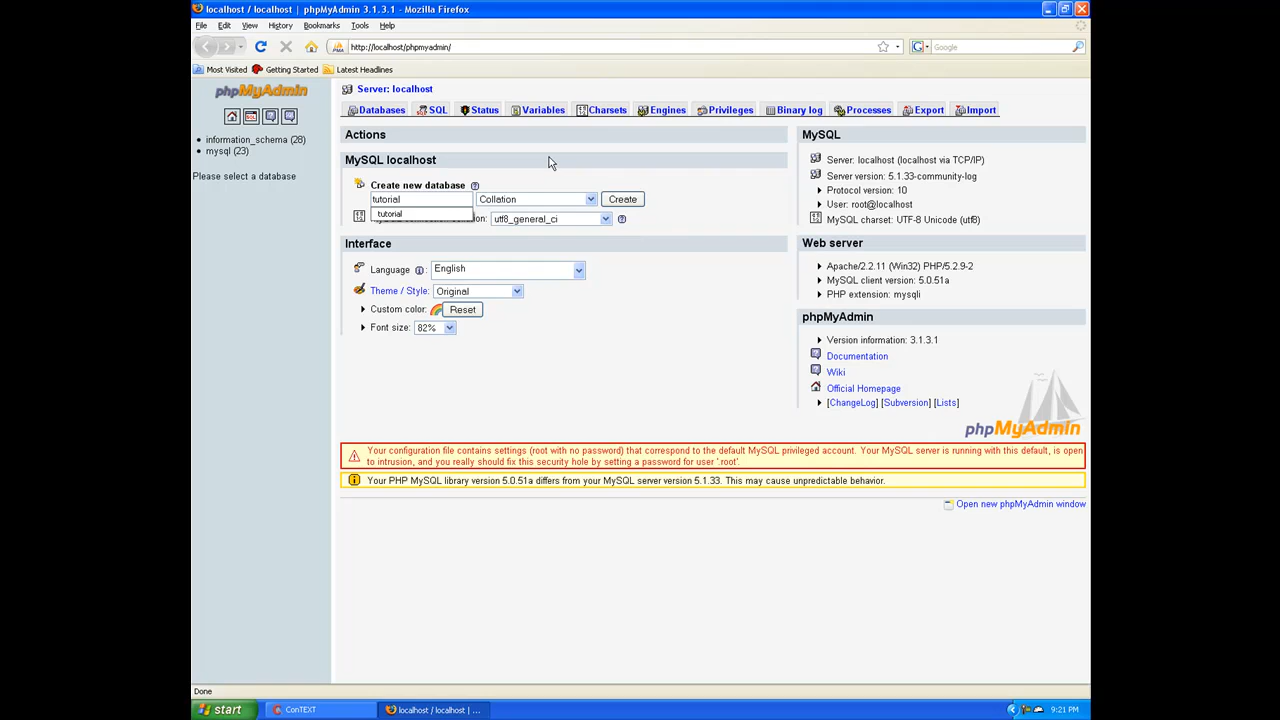 localhost / localhost | phpMyAdmin 3.1.3.1 - Mozilla Firefox
File Edit View History Bookmarks Tools Help
http://localhost/phpmyadmin/
Google
Most Visited Getting Started Latest Headlines
phpMyAdmin
SQL
information_schema (28)
mysql (23)
Please select a database
Server: localhost
Databases SQL Status Variables Charsets Engines Privileges Binary log Processes Export Import
Actions
MySQL localhost
Create new database
tutorial Collation Create
tutorial
utf8_general_ci
Interface
Language : English
Theme / Style: Original
Custom color: Reset
Font size: 82%
MySQL
Server: localhost (localhost via TCP/IP)
Server version: 5.1.33-community-log
Protocol version: 10
User: root@localhost
MySQL charset: UTF-8 Unicode (utf8)
Web server
Apache/2.2.11 (Win32) PHP/5.2.9-2
MySQL client version: 5.0.51a
PHP extension: mysqli
phpMyAdmin
Version information: 3.1.3.1
Documentation
Wiki
Official Homepage
[ChangeLog] [Subversion] [Lists]
phpMyAdmin
Your configuration file contains settings (root with no password) that correspond to the default MySQL privileged account. Your MySQL server is running with this default, is open
to intrusion, and you really should fix this security hole by setting a password for user '.root'.
Your PHP MySQL library version 5.0.51a differs from your MySQL server version 5.1.33. This may cause unpredictable behavior.
Open new phpMyAdmin window
Done
start ConTEXT localhost / localhost | ... 9:21 PM